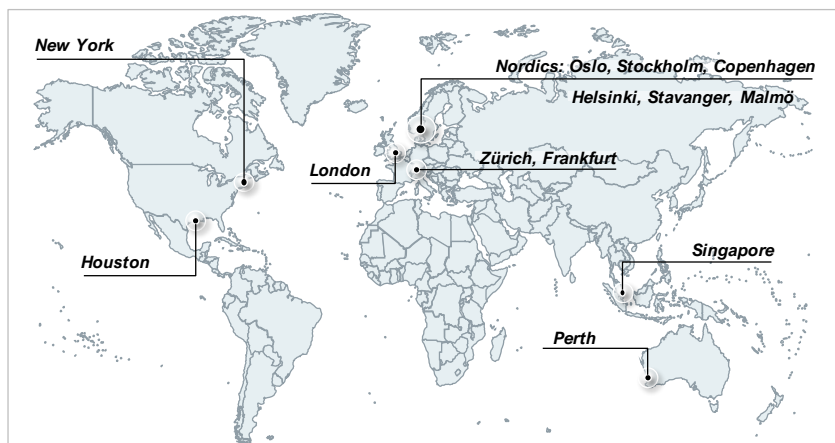 New York
Nordics: Oslo, Stockholm, Copenhagen
Helsinki, Stavanger, Malmö
London
Zürich, Frankfurt
Houston
Singapore
Perth